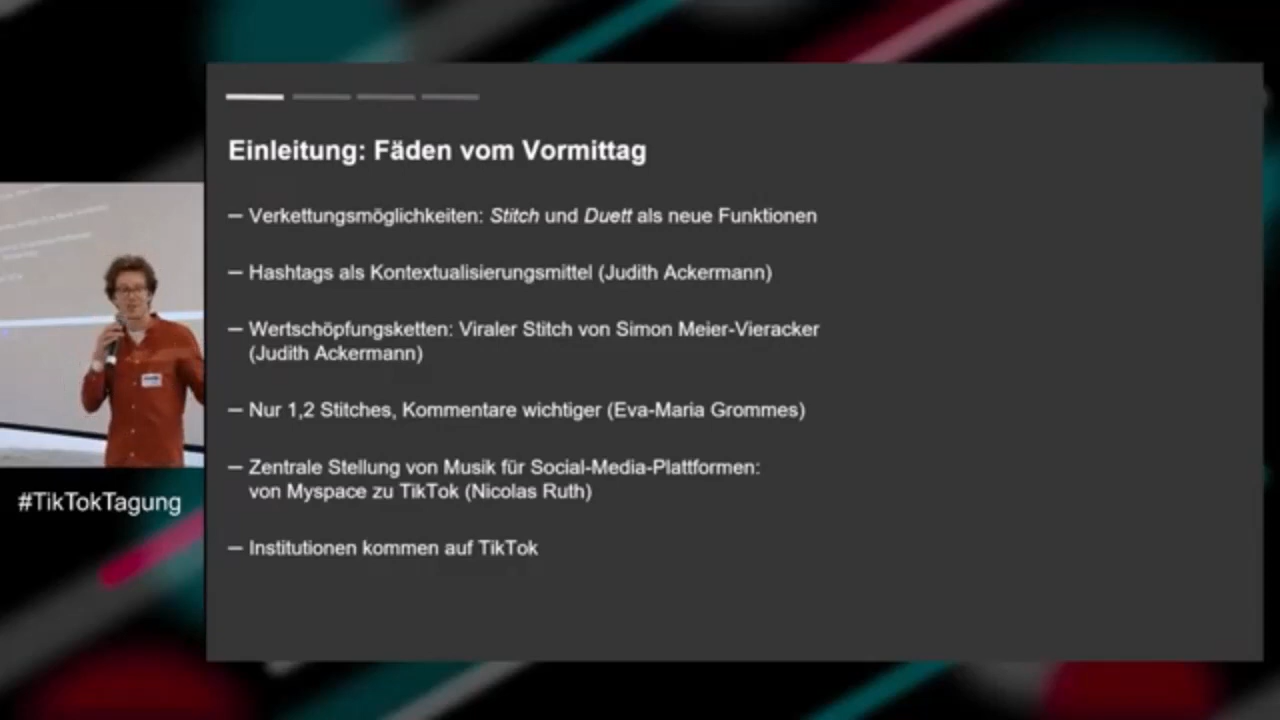 Einleitung: Fäden vom Vormittag
– Verkettungsmöglichkeiten: Stitch und Duett als neue Funktionen
– Hashtags als Kontextualisierungsmittel (Judith Ackermann)
– Wertschöpfungsketten: Viraler Stitch von Simon Meier-Vieracker
(Judith Ackermann)
– Nur 1,2 Stitches, Kommentare wichtiger (Eva-Maria Grommes)
– Zentrale Stellung von Musik für Social-Media-Plattformen:
von Myspace zu TikTok (Nicolas Ruth)
– Institutionen kommen auf TikTok
#TikTokTagung